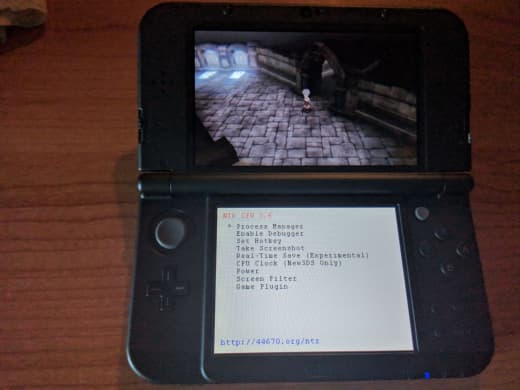 NTR CFW 3.6
* Process Manager
Enable Debugger
Set Hotkey
Take Screenshot
Real-Time Save (Experimental)
CPU Clock (New3DS Only)
Power
Screen Filter
Game Plugin
http://44670.org/ntr